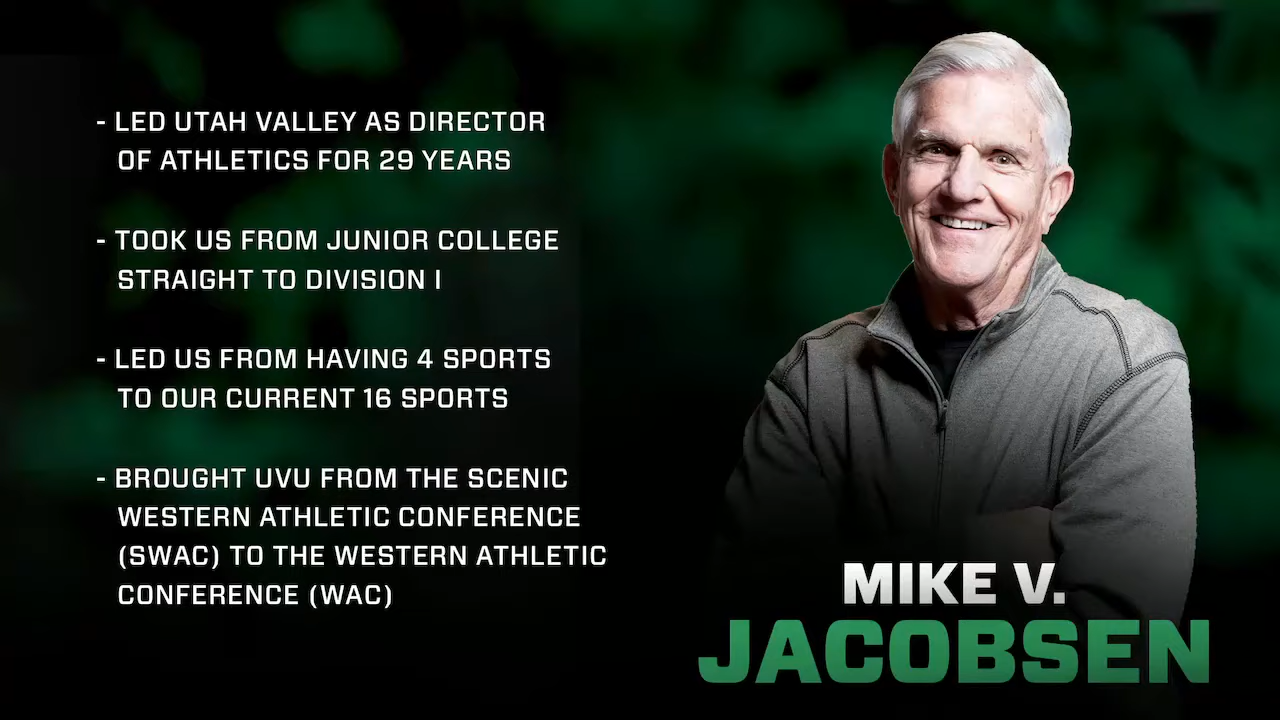 - LED UTAH VALLEY AS DIRECTOR
OF ATHLETICS FOR 29 YEARS
- TOOK US FROM JUNIOR COLLEGE
STRAIGHT TO DIVISION I
- LED US FROM HAVING 4 SPORTS
TO OUR CURRENT 16 SPORTS
- BROUGHT UVU FROM THE SCENIC
WESTERN ATHLETIC CONFERENCE
(SWAC) TO THE WESTERN ATHLETIC
CONFERENCE (WAC)
MIKE V.
JACOBSEN